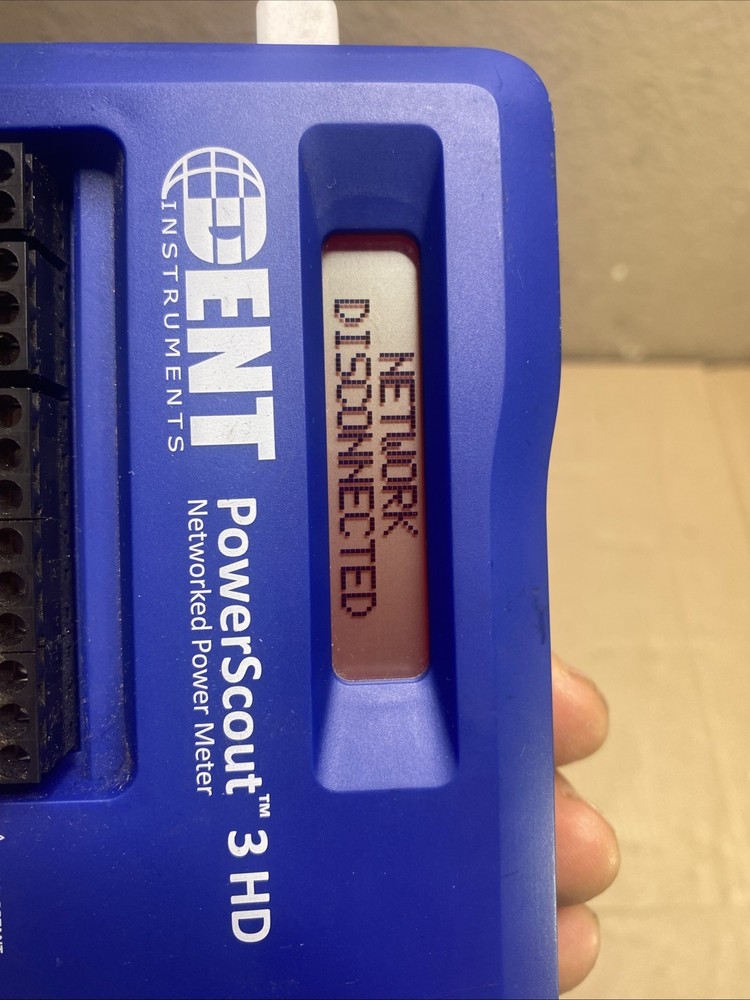 NETWORK
DISCONNECTED
DENT
INSTRUMENTS
PowerScout™ 3 HD
Networked Power Meter